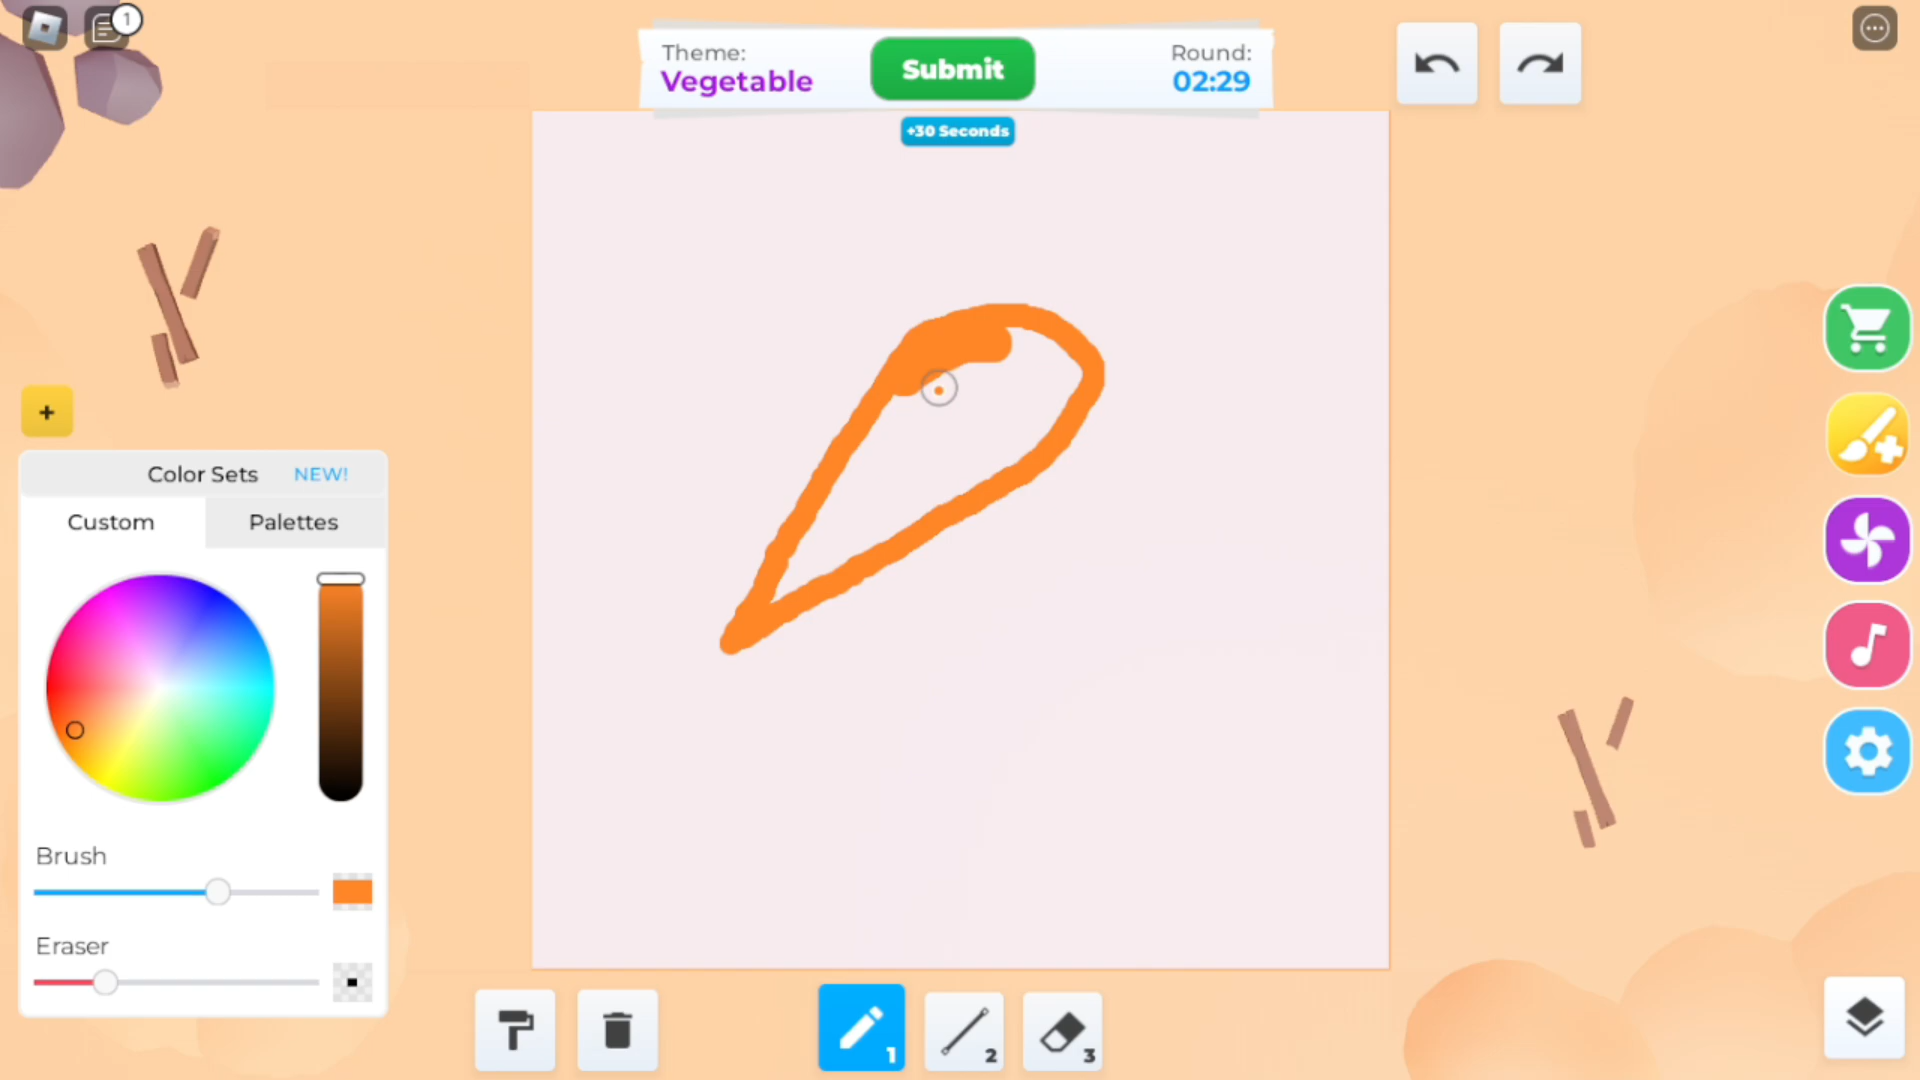 1
Theme:
Vegetable
Submit
Round:
02:29
+30 Seconds
+
Color Sets NEW!
Custom Palettes
Brush
Eraser
1
2
3